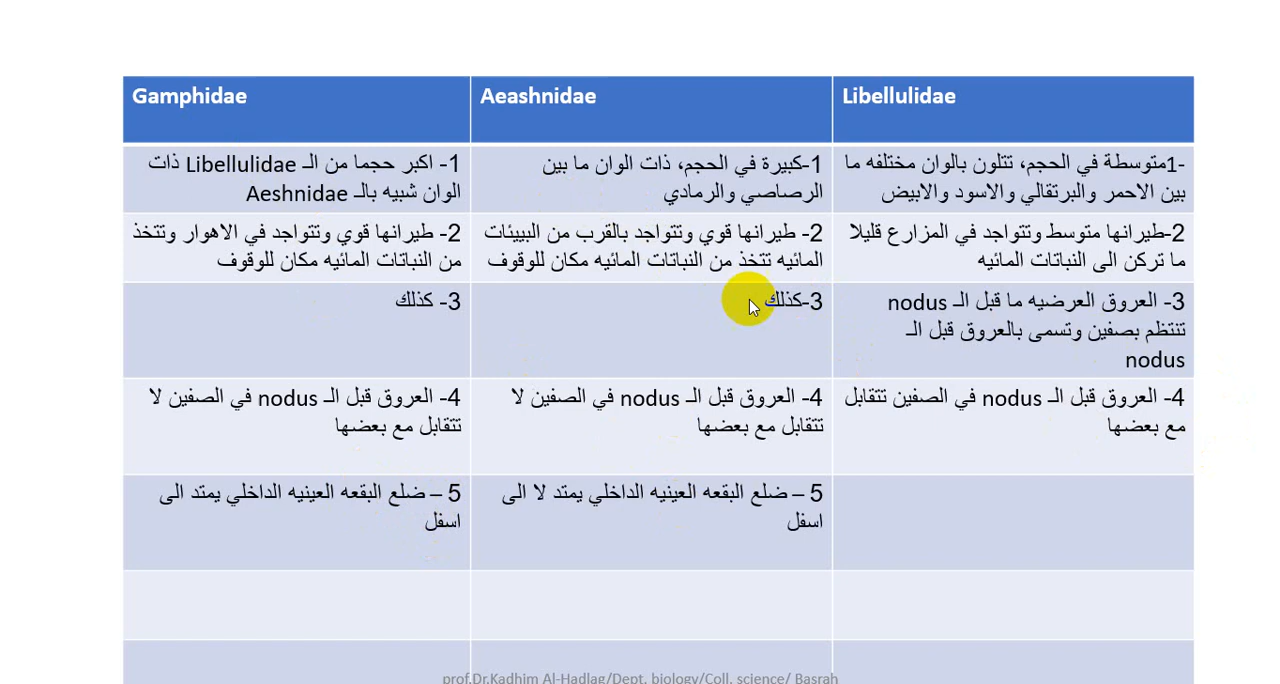 Gamphidae
Aeashnidae
Libellulidae
1- اكبر حجما من الـ Libellulidae ذات
الوان شبيه بالـ Aeshnidae
1-كبيرة في الحجم، ذات الوان ما بين
الرصاصي والرمادي
-1متوسطة في الحجم، تتلون بالوان مختلفه ما
بين الاحمر والبرتقالي والاسود والابيض
2- طيرانها قوي وتتواجد في الاهوار وتتخذ
من النباتات المائيه مكان للوقوف
2- طيرانها قوي وتتواجد بالقرب من البييئات
المائيه تتخذ من النباتات المائيه مكان للوقوف
2-طيرانها متوسط وتتواجد في المزارع قليلا
ما تركن الى النباتات المائيه
3- كذلك
3-كذلك
3- العروق العرضيه ما قبل الـ nodus
تنتظم بصفين وتسمى بالعروق قبل الـ
nodus
4- العروق قبل الـ nodus في الصفين لا
تتقابل مع بعضها
4- العروق قبل الـ nodus في الصفين لا
تتقابل مع بعضها
4- العروق قبل الـ nodus في الصفين تتقابل
مع بعضها
5 – ضلع البقعه العينيه الداخلي يمتد الى
اسفل
5 – ضلع البقعه العينيه الداخلي يمتد لا الى
اسفل
prof.Dr.Kadhim Al-Hadlag/Dept. biology/Coll. science/ Basrah